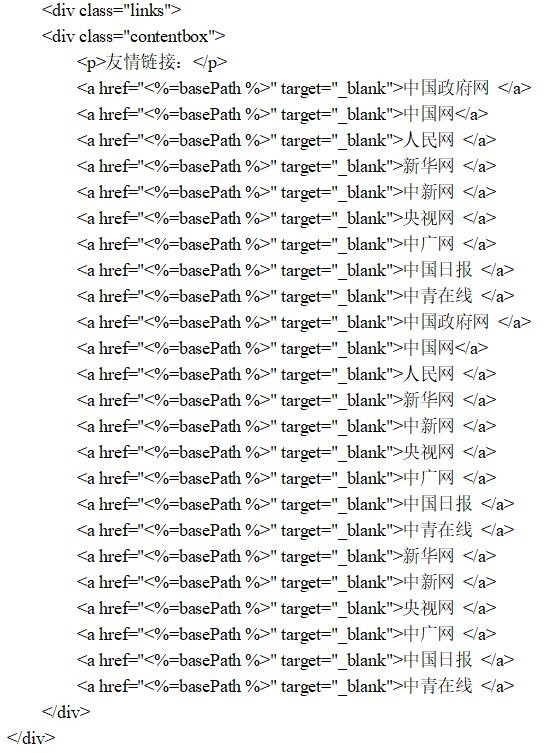 <div class="links">
<div class="contentbox">
<p>友情链接：</p>
<a href="<%=basePath %>" target="_blank">中国政府网 </a>
<a href="<%=basePath %>" target="_blank">中国网</a>
<a href="<%=basePath %>" target="_blank">人民网 </a>
<a href="<%=basePath %>" target="_blank">新华网 </a>
<a href="<%=basePath %>" target="_blank">中新网 </a>
<a href="<%=basePath %>" target="_blank">央视网 </a>
<a href="<%=basePath %>" target="_blank">中广网 </a>
<a href="<%=basePath %>" target="_blank">中国日报 </a>
<a href="<%=basePath %>" target="_blank">中青在线 </a>
<a href="<%=basePath %>" target="_blank">中国政府网 </a>
<a href="<%=basePath %>" target="_blank">中国网</a>
<a href="<%=basePath %>" target="_blank">人民网 </a>
<a href="<%=basePath %>" target="_blank">新华网 </a>
<a href="<%=basePath %>" target="_blank">中新网 </a>
<a href="<%=basePath %>" target="_blank">央视网 </a>
<a href="<%=basePath %>" target="_blank">中广网 </a>
<a href="<%=basePath %>" target="_blank">中国日报 </a>
<a href="<%=basePath %>" target="_blank">中青在线 </a>
<a href="<%=basePath %>" target="_blank">新华网 </a>
<a href="<%=basePath %>" target="_blank">中新网 </a>
<a href="<%=basePath %>" target="_blank">央视网 </a>
<a href="<%=basePath %>" target="_blank">中广网 </a>
<a href="<%=basePath %>" target="_blank">中国日报 </a>
<a href="<%=basePath %>" target="_blank">中青在线 </a>
</div>
</div>